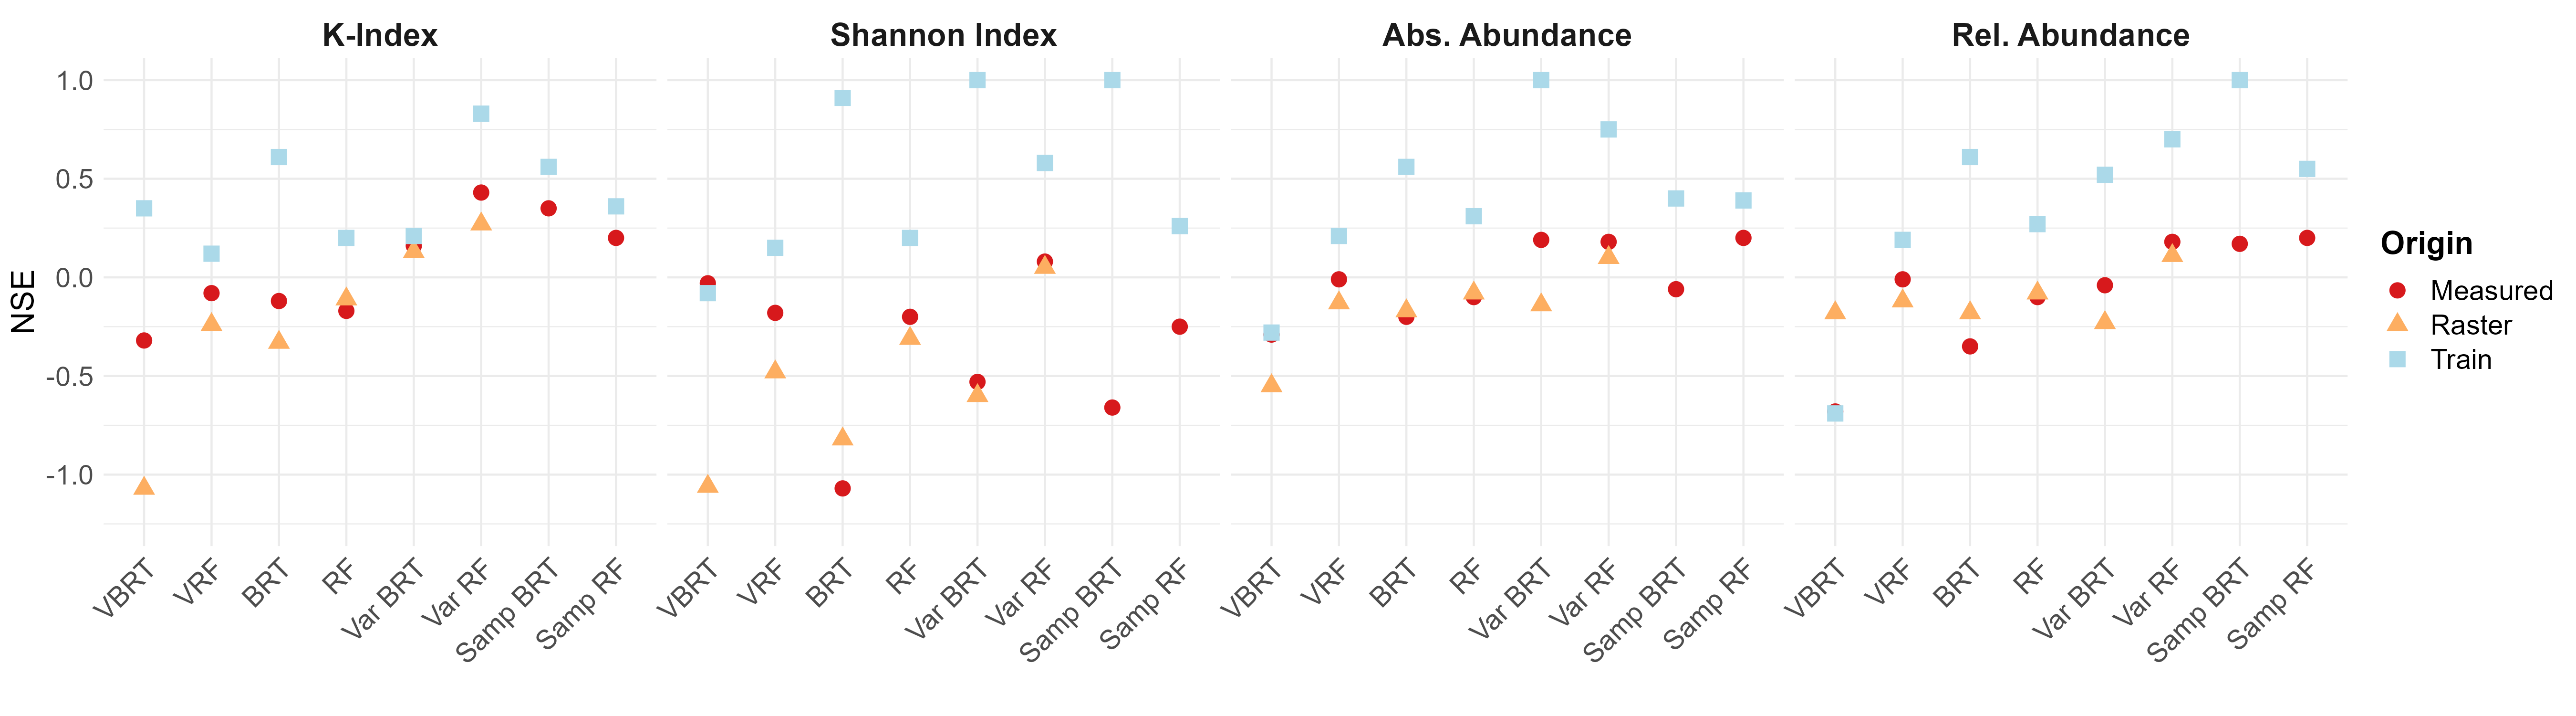 K-Index
Shannon Index
Abs. Abundance
Rel. Abundance
NSE
1.0
0.5
0.0
-0.5
-1.0
VBRT
VRF
BRT
RF
Var BRT
Var RF
Samp BRT
Samp RF
VBRT
VRF
BRT
RF
Var BRT
Var RF
Samp BRT
Samp RF
VBRT
VRF
BRT
RF
Var BRT
Var RF
Samp BRT
Samp RF
VBRT
VRF
BRT
RF
Var BRT
Var RF
Samp BRT
Samp RF
Origin
Measured
Raster
Train